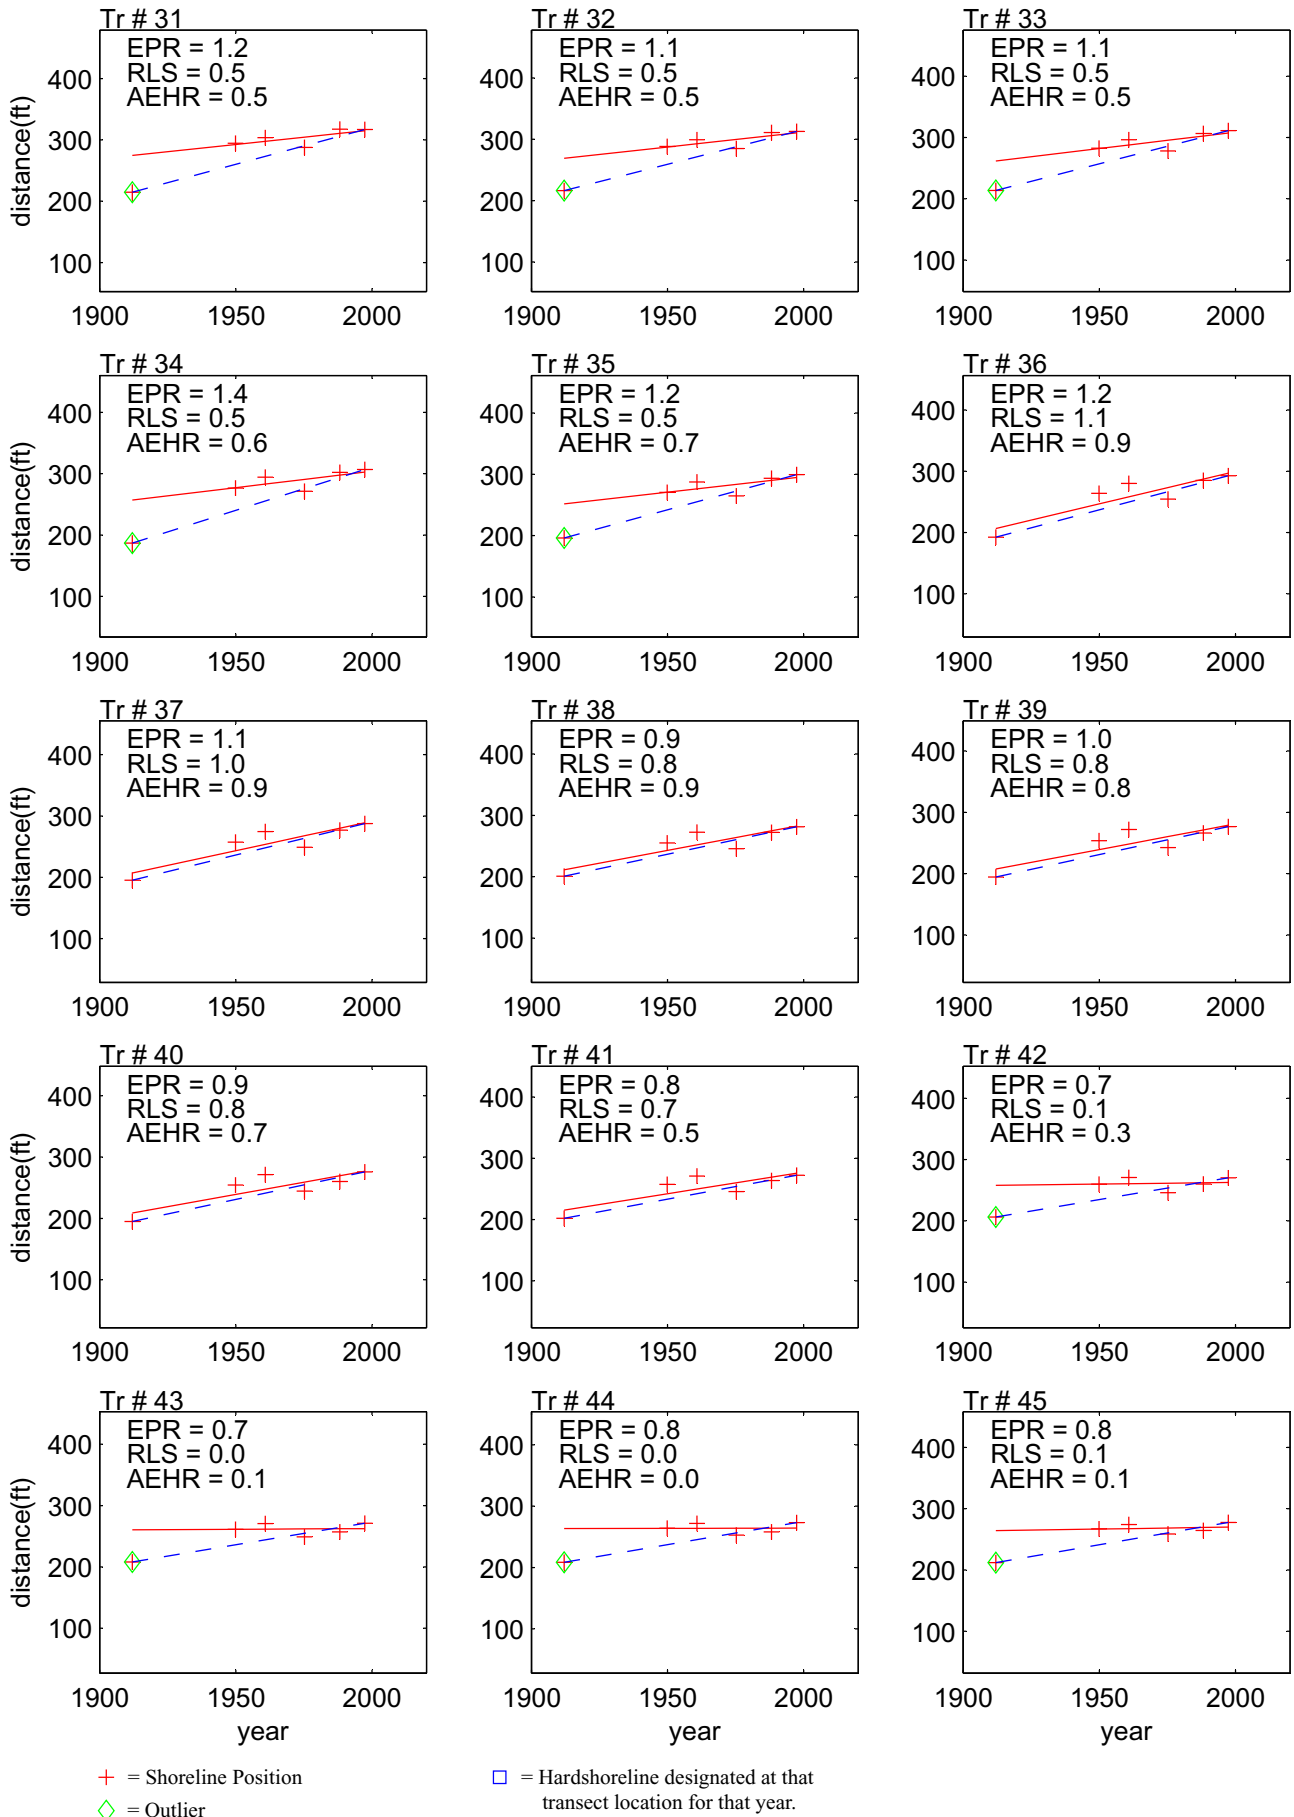 Tr # 31
EPR = 1.2
RLS = 0.5
AEHR = 0.5
400
300
200
100
distance(ft)
1900 1950 2000
Tr # 32
EPR = 1.1
RLS = 0.5
AEHR = 0.5
400
300
200
100
1900 1950 2000
Tr # 33
EPR = 1.1
RLS = 0.5
AEHR = 0.5
400
300
200
100
1900 1950 2000
Tr # 34
EPR = 1.4
RLS = 0.5
AEHR = 0.6
400
300
200
100
distance(ft)
1900 1950 2000
Tr # 35
EPR = 1.2
RLS = 0.5
AEHR = 0.7
400
300
200
100
1900 1950 2000
Tr # 36
EPR = 1.2
RLS = 1.1
AEHR = 0.9
400
300
200
100
1900 1950 2000
Tr # 37
EPR = 1.1
RLS = 1.0
AEHR = 0.9
400
300
200
100
distance(ft)
1900 1950 2000
Tr # 38
EPR = 0.9
RLS = 0.8
AEHR = 0.9
400
300
200
100
1900 1950 2000
Tr # 39
EPR = 1.0
RLS = 0.8
AEHR = 0.8
400
300
200
100
1900 1950 2000
Tr # 40
EPR = 0.9
RLS = 0.8
AEHR = 0.7
400
300
200
100
distance(ft)
1900 1950 2000
Tr # 41
EPR = 0.8
RLS = 0.7
AEHR = 0.5
400
300
200
100
1900 1950 2000
Tr # 42
EPR = 0.7
RLS = 0.1
AEHR = 0.3
400
300
200
100
1900 1950 2000
Tr # 43
EPR = 0.7
RLS = 0.0
AEHR = 0.1
400
300
200
100
distance(ft)
1900 1950 2000
year
Tr # 44
EPR = 0.8
RLS = 0.0
AEHR = 0.0
400
300
200
100
1900 1950 2000
year
Tr # 45
EPR = 0.8
RLS = 0.1
AEHR = 0.1
400
300
200
100
1900 1950 2000
year
= Shoreline Position
= Outlier
= Hardshoreline designated at that
transect location for that year.